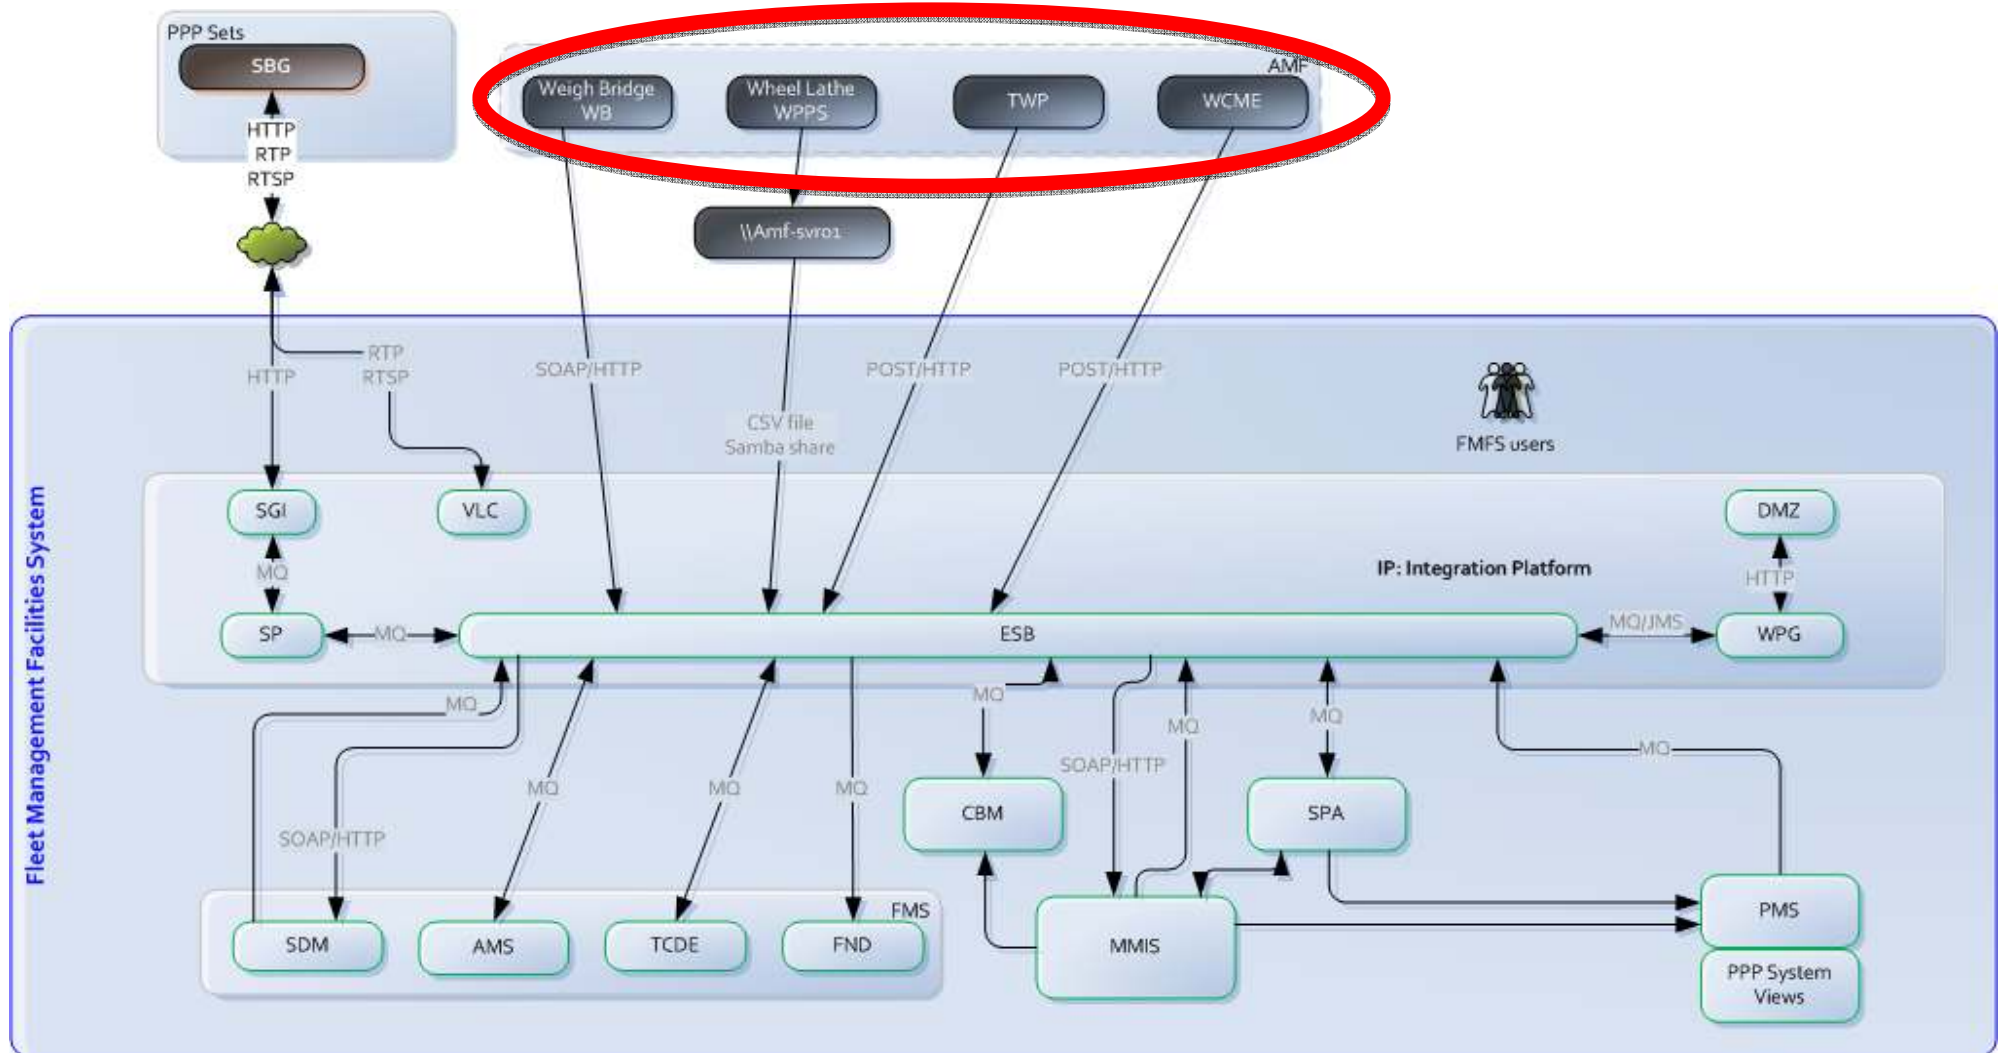 PPP Sets
SBG
HTTP
RTP
RTSP
AMF
Weigh Bridge
WB
Wheel Lathe
WPPS
TWP
WCME
\\Amf-svr01
HTTP
RTP
RTSP
SOAP/HTTP
CSV file
Samba share
POST/HTTP
POST/HTTP
FMFS users
Fleet Management Facilities System
SGI
VLC
DMZ
MQ
IP: Integration Platform
HTTP
SP
MQ
ESB
MQ/JMS
WPG
MQ
SOAP/HTTP
MQ
MQ
MQ
MQ
SOAP/HTTP
MQ
MQ
MQ
CBM
SPA
FMS
SDM
AMS
TCDE
FND
MMIS
PMS
PPP System
Views